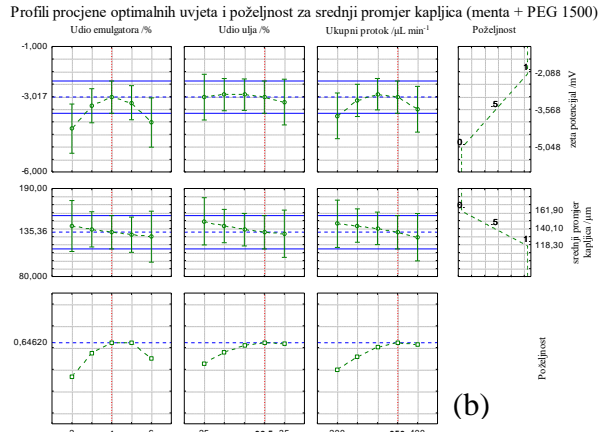 Profili procjene optimalnih uvjeta i poželjnost za srednji promjer kapljica (menta + PEG 1500)
Udio emulgatora /% Udio ulja /% Ukupni protok /µL min⁻¹ Poželjnost
-1,000
-3,017
-6,000
1,
,5
0,
-2,088
-3,568
-5,048
zeta potencijal /mV
190,00
135,36
80,000
0,
,5
1,
161,90
140,10
118,30
srednji promjer
kapljica /µm
0,64620
Poželjnost
(b)